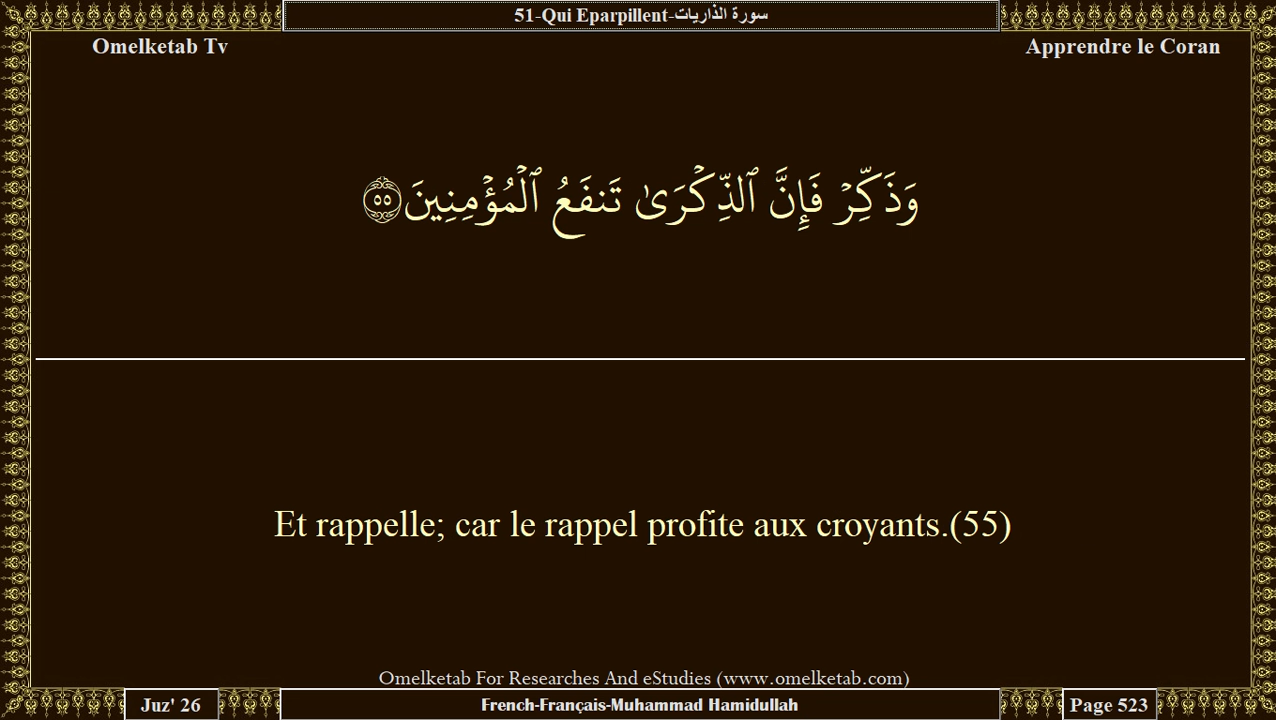 51-Qui Eparpillent-سورة الذاريات
Omelketab Tv
Apprendre le Coran
وَذَكِّرۡ فَإِنَّ ٱلذِّكۡرَىٰ تَنفَعُ ٱلۡمُؤۡمِنِينَ ٥٥
Et rappelle; car le rappel profite aux croyants.(55)
Omelketab For Researches And eStudies (www.omelketab.com)
Juz' 26
French-Français-Muhammad Hamidullah
Page 523